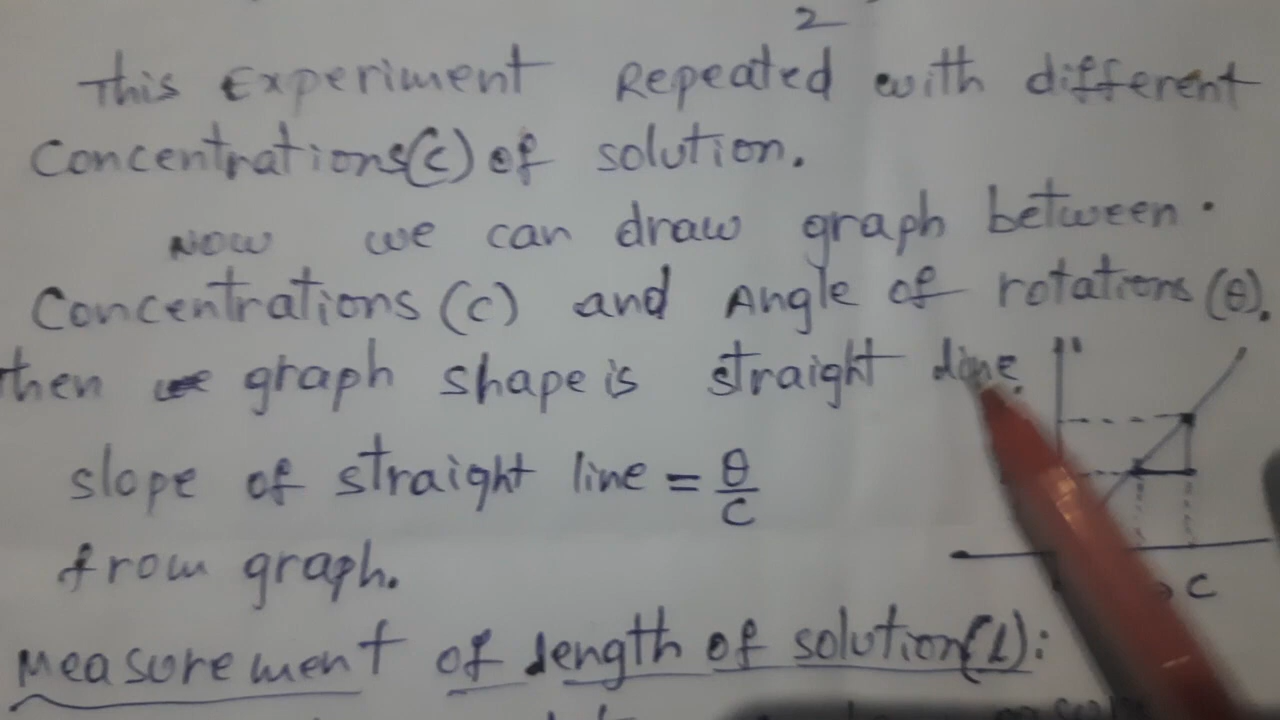 2
This Experiment Repeated with different
Concentrations(c) of solution.
Now we can draw graph between.
Concentrations (c) and Angle of rotations (θ).
then graph shape is straight line.
slope of straight line = θ/c
from graph.
C
Measurement of length of solution(l):